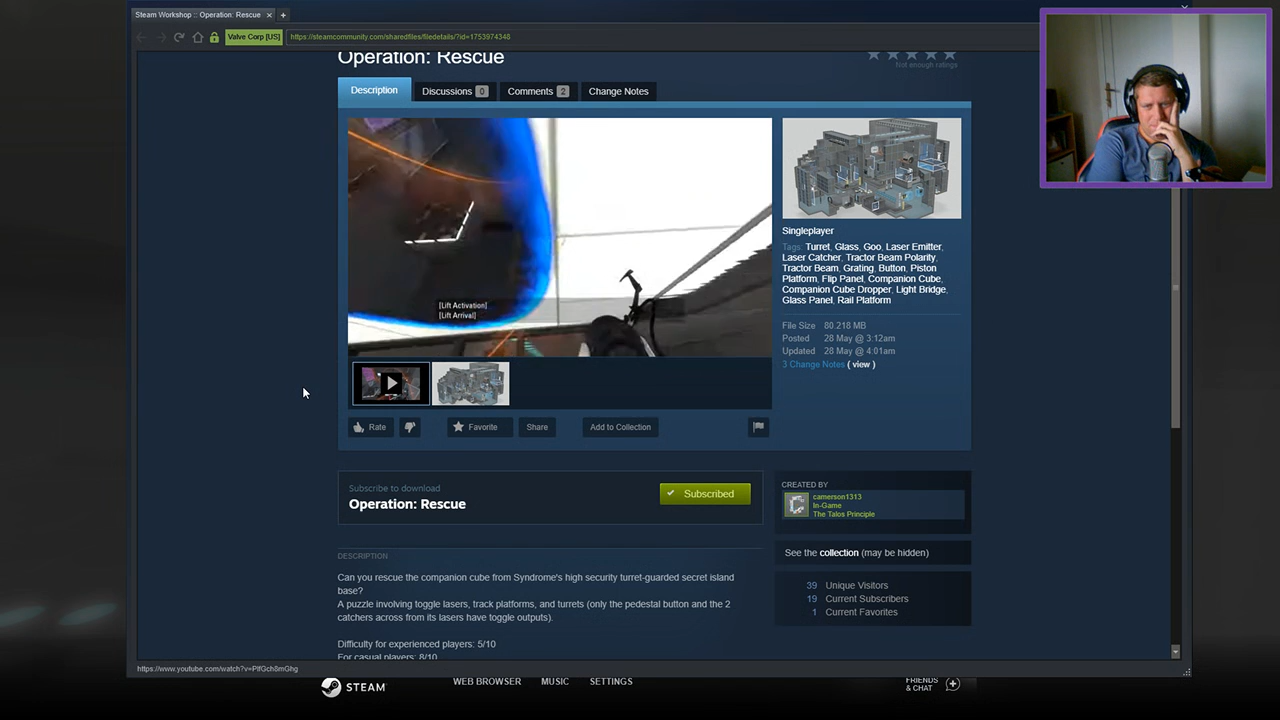 Steam Workshop :: Operation: Rescue
Valve Corp [US]
https://steamcommunity.com/sharedfiles/filedetails/?id=1753974348
Operation: Rescue
Not enough ratings
Description
Discussions 0
Comments 2
Change Notes
[Lift Activation]
[Lift Arrival]
Singleplayer
Tags: Turret, Glass, Goo, Laser Emitter,
Laser Catcher, Tractor Beam Polarity,
Tractor Beam, Grating, Button, Piston
Platform, Flip Panel, Companion Cube,
Companion Cube Dropper, Light Bridge,
Glass Panel, Rail Platform
File Size 80.218 MB
Posted 28 May @ 3:12am
Updated 28 May @ 4:01am
3 Change Notes ( view )
Rate
Favorite
Share
Add to Collection
Subscribe to download
Operation: Rescue
Subscribed
CREATED BY
camerson1313
In-Game
The Talos Principle
See the collection (may be hidden)
39 Unique Visitors
19 Current Subscribers
1 Current Favorites
DESCRIPTION
Can you rescue the companion cube from Syndrome's high security turret-guarded secret island
base?
A puzzle involving toggle lasers, track platforms, and turrets (only the pedestal button and the 2
catchers across from its lasers have toggle outputs).
Difficulty for experienced players: 5/10
For casual players: 8/10
https://www.youtube.com/watch?v=PlfGch8mGhg
STEAM
WEB BROWSER
MUSIC
SETTINGS
FRIENDS
& CHAT